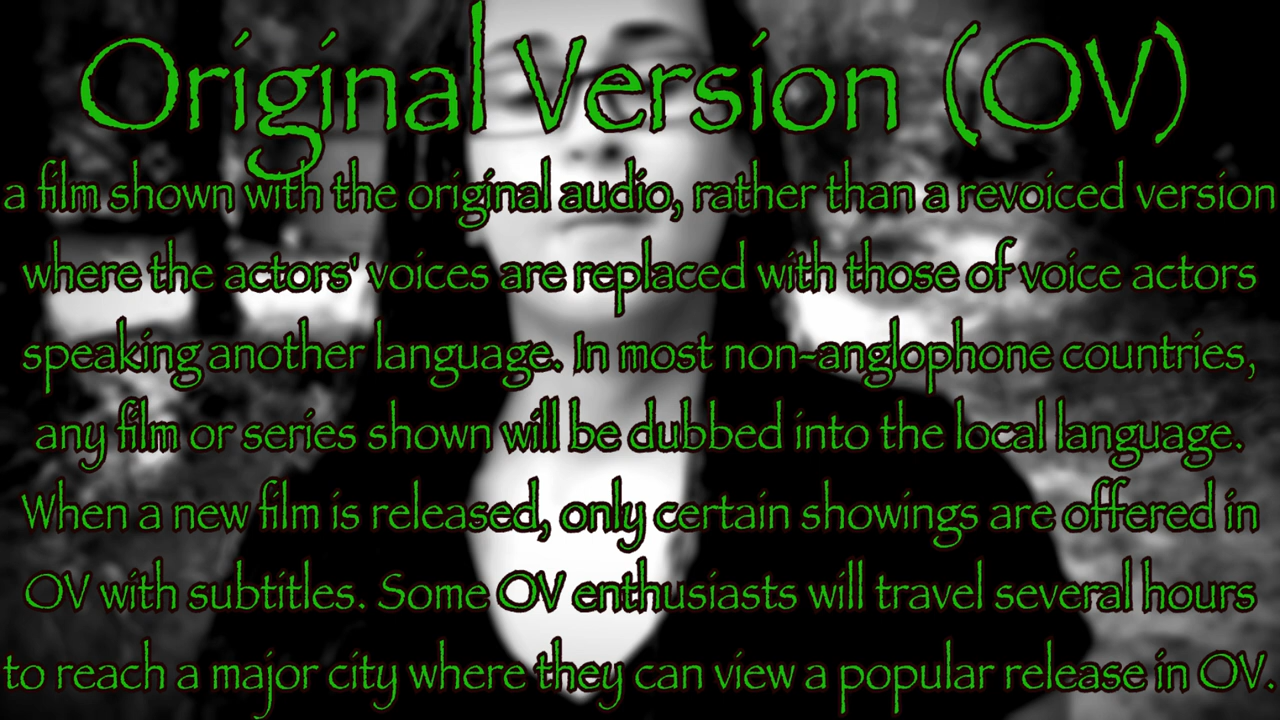 Original Version (OV)
a film shown with the original audio, rather than a revoiced version
where the actors' voices are replaced with those of voice actors
speaking another language. In most non-anglophone countries,
any film or series shown will be dubbed into the local language.
When a new film is released, only certain showings are offered in
OV with subtitles. Some OV enthusiasts will travel several hours
to reach a major city where they can view a popular release in OV.